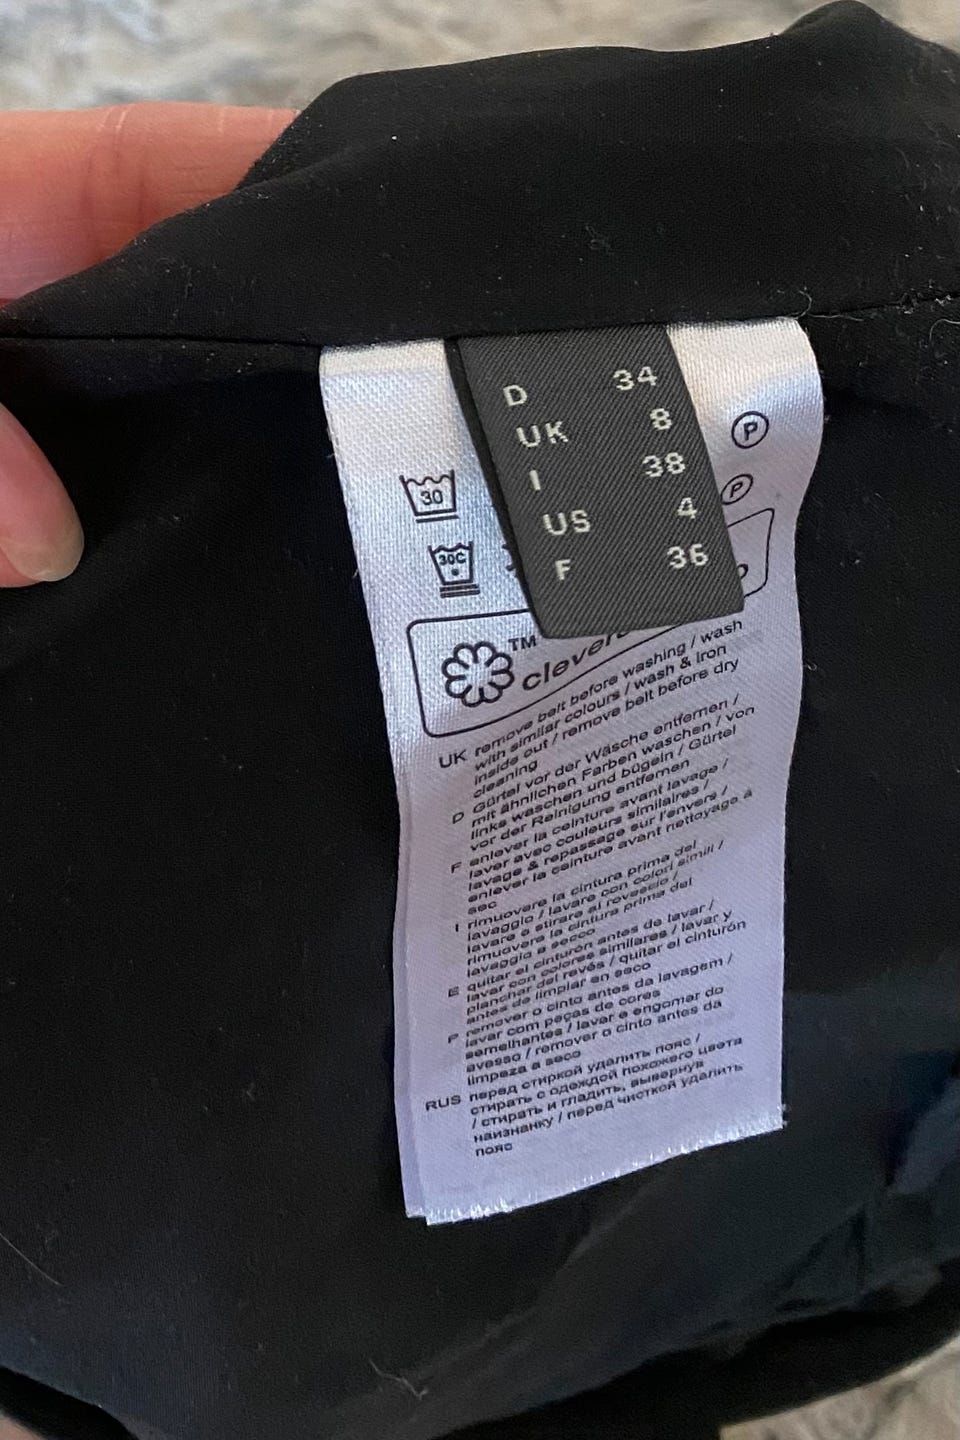 D 34
UK 8
I 38
US 4
F 36
P
30
P
30C
TM
UK remove belt before washing / wash
with similar colours / wash & iron
inside out / remove belt before dry
cleaning
D Gürtel vor der Wäsche entfernen /
mit ähnlichen Farben waschen / von
links waschen und bügeln / Gürtel
vor der Reinigung entfernen
F enlever la ceinture avant lavage /
laver avec couleurs similaires /
lavage & repassage sur l'envers /
enlever la ceinture avant nettoyage à
sec
I rimuovere la cintura prima del
lavaggio / lavare con colori simili /
lavare e stirare al rovescio /
rimuovere la cintura prima del
lavaggio a secco
E quitar el cinturón antes de lavar /
lavar con colores similares / lavar y
planchar del revés / quitar el cinturón
antes de limpiar en seco
P remover o cinto antes da lavagem /
lavar com peças de cores
semelhantes / lavar e engomar do
avesso / remover o cinto antes da
limpeza a seco
RUS перед стиркой удалить пояс /
стирать с одеждой похожего цвета
/ стирать и гладить, вывернув
наизнанку / перед чисткой удалить
пояс